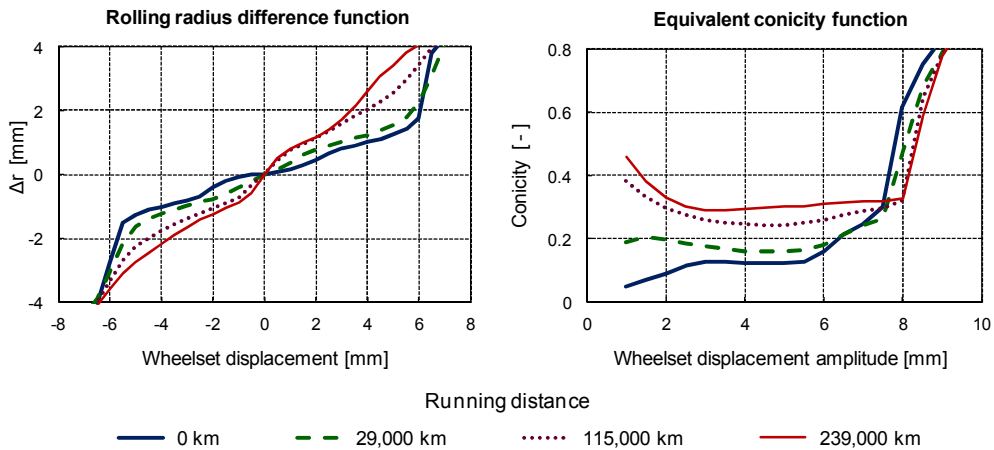 Rolling radius difference function
Equivalent conicity function
4
2
0
-2
-4
Δr [mm]
-8 -6 -4 -2 0 2 4 6 8
Wheelset displacement [mm]
0.8
0.6
0.4
0.2
0
Conicity [ - ]
0 2 4 6 8 10
Wheelset displacement amplitude [mm]
Running distance
0 km 29,000 km 115,000 km 239,000 km